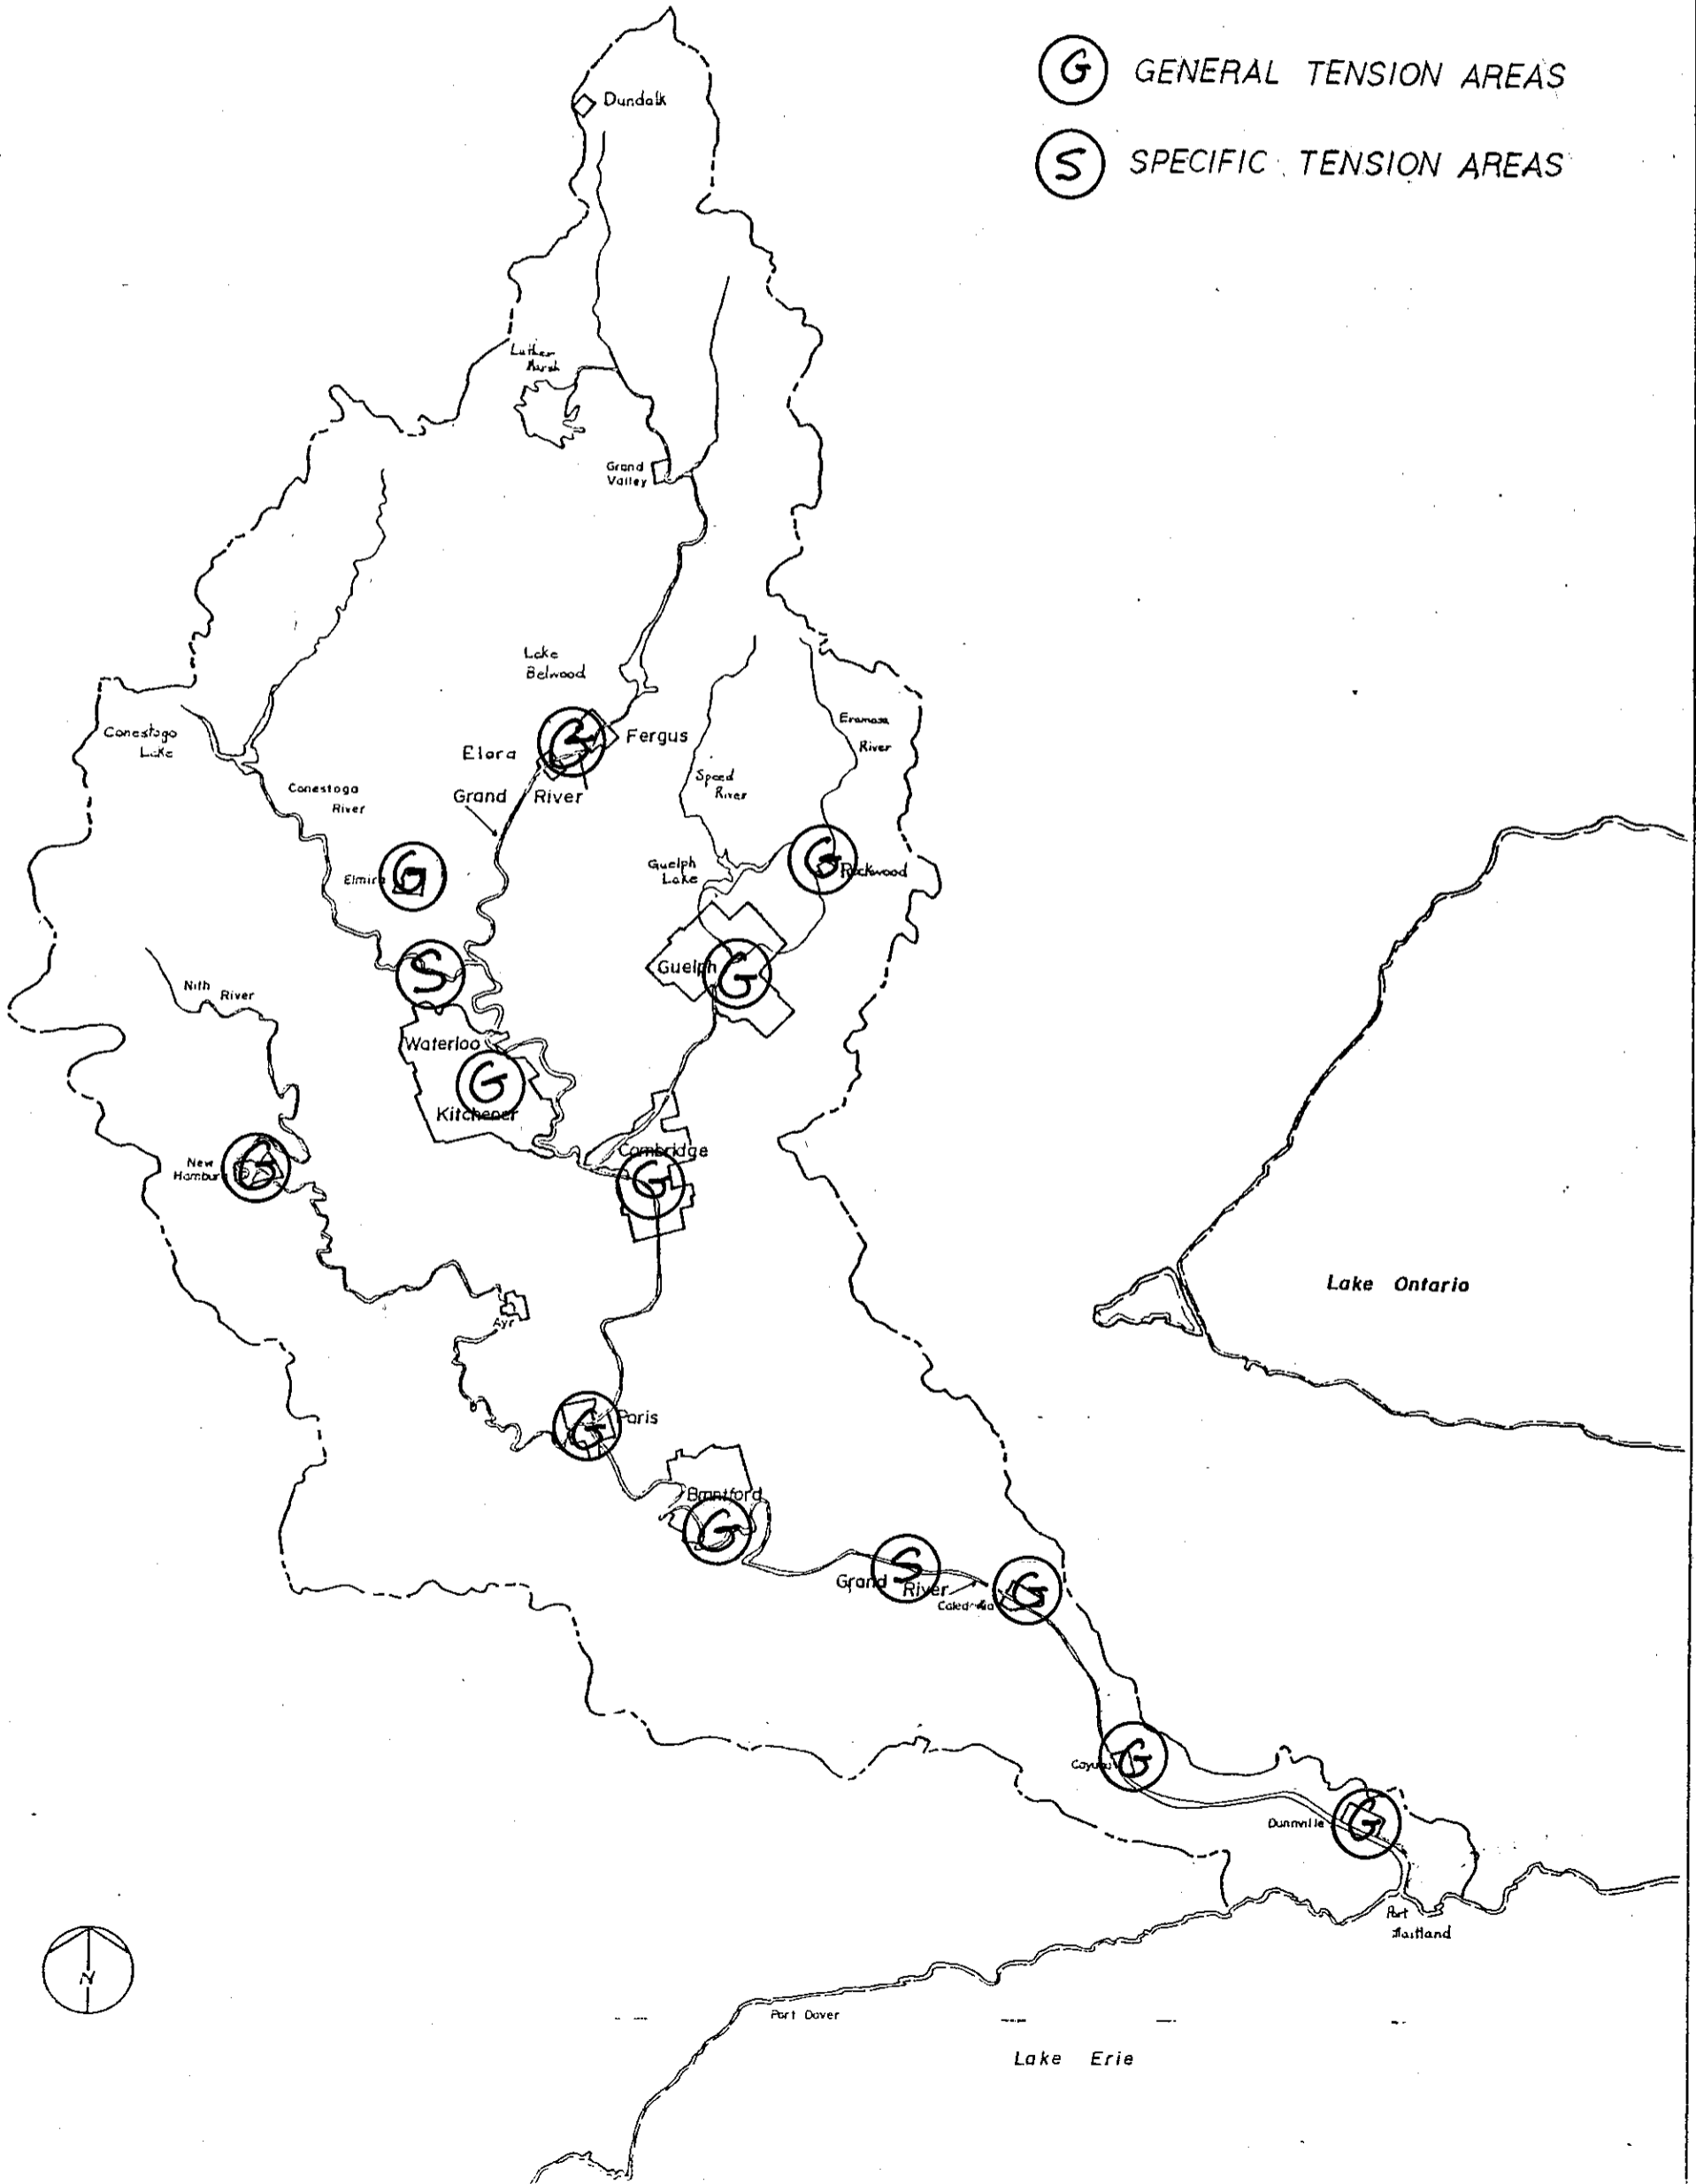 G GENERAL TENSION AREAS
S SPECIFIC TENSION AREAS
Dundalk
Luther
Marsh
Grand
Valley
Lake
Belwood
Conestogo
Lake
G
Fergus
Elora
Grand River
Eramosa
River
Speed
River
Conestoga
River
G
Elmira
G
Rockwood
Guelph
Lake
S
Guelph
G
Nith River
Waterloo
G
Kitchener
Cambridge
G
New
Hamburg
G
Lake Ontario
Ayr
G
Paris
Brantford
G
S
Grand River
Caledonia
G
Cayuga
G
Dunnville
G
Port
Maitland
N
Port Dover
Lake Erie